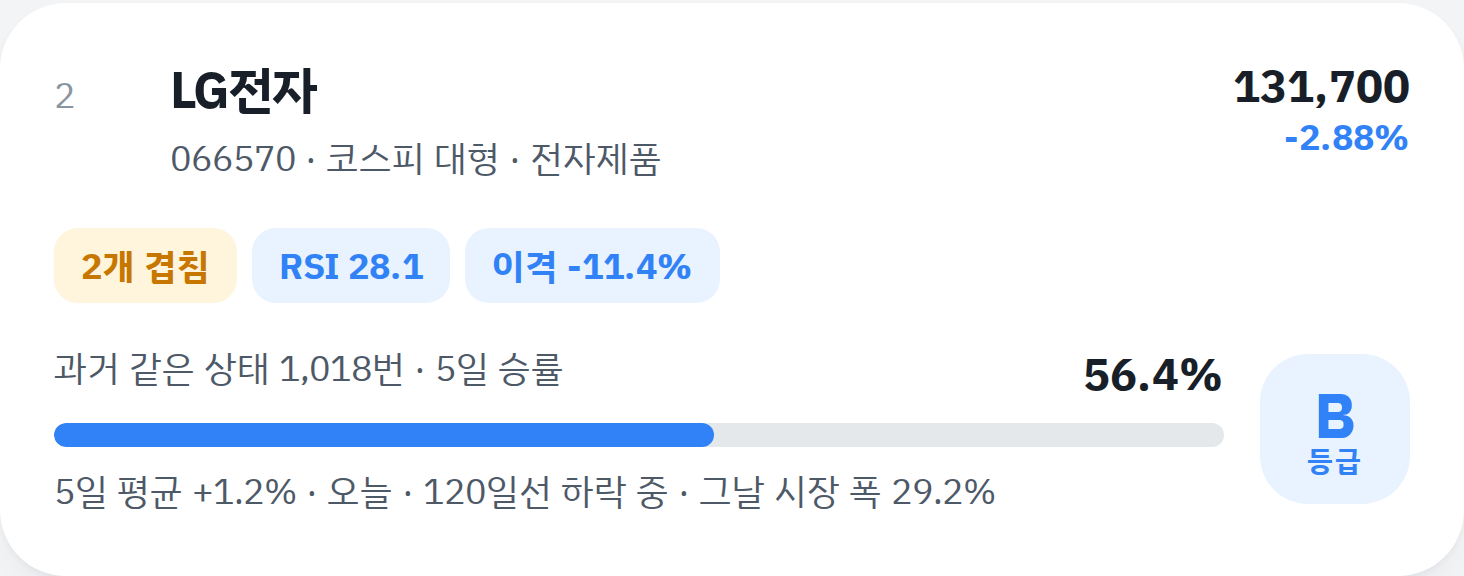 2
LG전자
131,700
-2.88%
066570 · 코스피 대형 · 전자제품
2개 겹침
RSI 28.1
이격 -11.4%
과거 같은 상태 1,018번 · 5일 승률
56.4%
B
등급
5일 평균 +1.2% · 오늘 · 120일선 하락 중 · 그날 시장 폭 29.2%